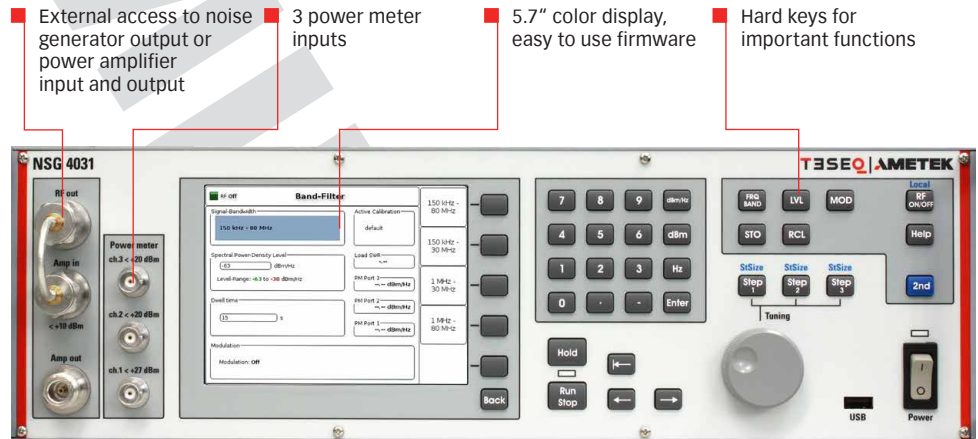 External access to noise
generator output or
power amplifier
input and output
3 power meter
inputs
5.7“ color display,
easy to use firmware
Hard keys for
important functions
NSG 4031
TESEQ | AMETEK
RF out
Amp in
< +10 dBm
Amp out
Power meter
ch.3 < +20 dBm
ch.2 < +20 dBm
ch.1 < +27 dBm
RF Off
Band-Filter
Signal-Bandwidth
150 kHz - 80 MHz
Active Calibration
default
Spectral Power-Density Level
-63 dBm/Hz
Level-Range: -63 to -38 dBm/Hz
Load SWR
-.--
PM Port 3
--.-- dBm/Hz
Dwell time
15 s
PM Port 2
--.-- dBm/Hz
PM Port 1
--.-- dBm/Hz
Modulation
Modulation: Off
150 kHz -
80 MHz
150 kHz -
30 MHz
1 MHz -
30 MHz
1 MHz -
80 MHz
Back
7 8 9 dBm/Hz
4 5 6 dBm
1 2 3 Hz
0 . - Enter
Hold
Run
Stop
FRQ
BAND
LVL
MOD
STO
RCL
Local
RF
ON/OFF
Help
2nd
StSize StSize StSize
Step
1
Step
2
Step
3
Tuning
USB
Power